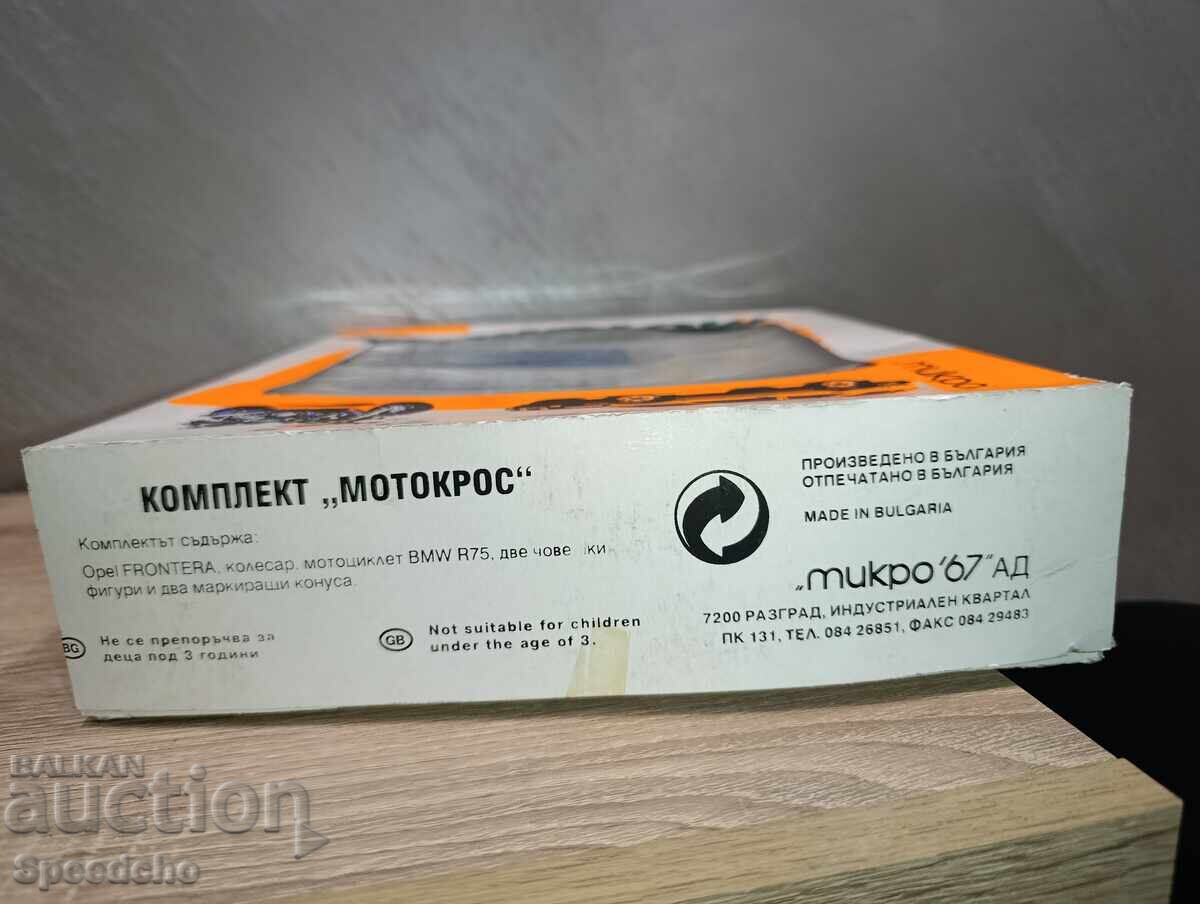 микро
КОМПЛЕКТ „МОТОКРОС“
Комплектът съдържа:
Opel FRONTERA, колесар, мотоциклет BMW R75, две
фигури и два маркиращи конуса.
BG
Не се препоръчва за
деца под 3 години
GB
Not suitable for children
under the age of 3.
ПРОИЗВЕДЕНО В БЪЛГАРИЯ
ОТПЕЧАТАНО В БЪЛГАРИЯ
MADE IN BULGARIA
„микро '67“ АД
7200 РАЗГРАД, ИНДУСТРИАЛЕН КВАРТАЛ
ПК 131, ТЕЛ. 084 26851, ФАКС 084 29483
BALKAN
auction
Speedcho